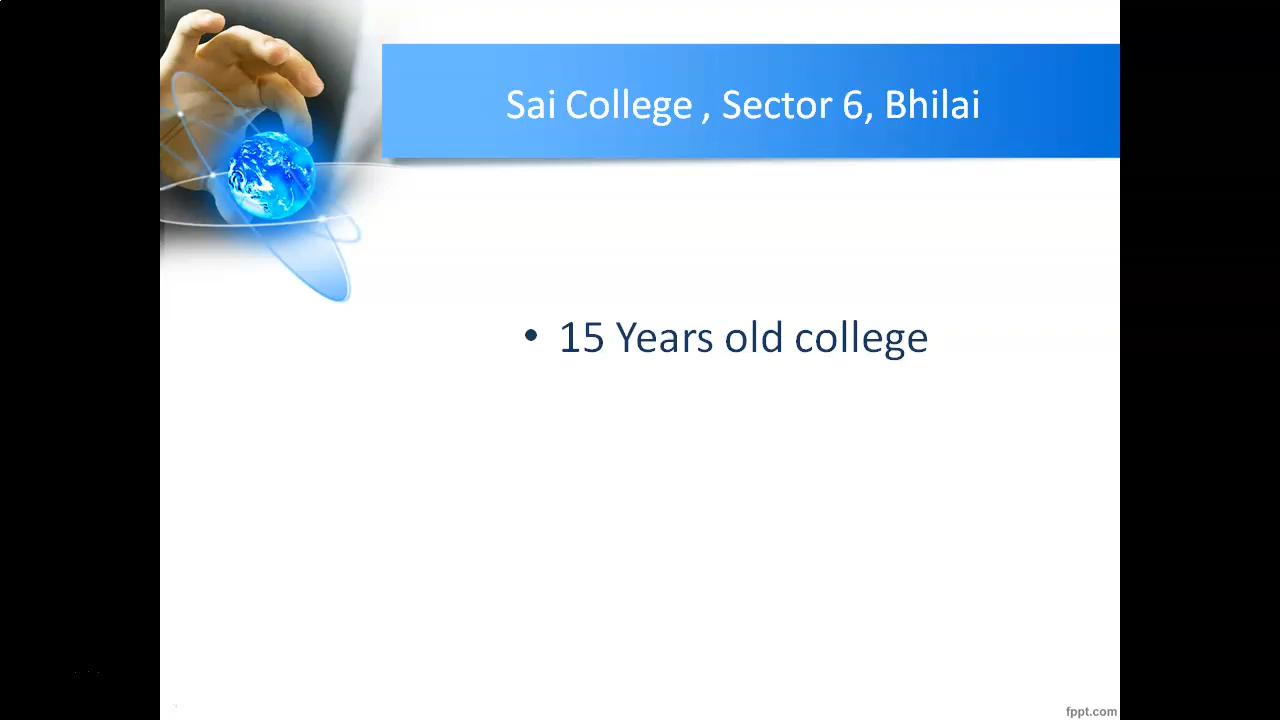 Sai College , Sector 6, Bhilai
• 15 Years old college
fppt.com